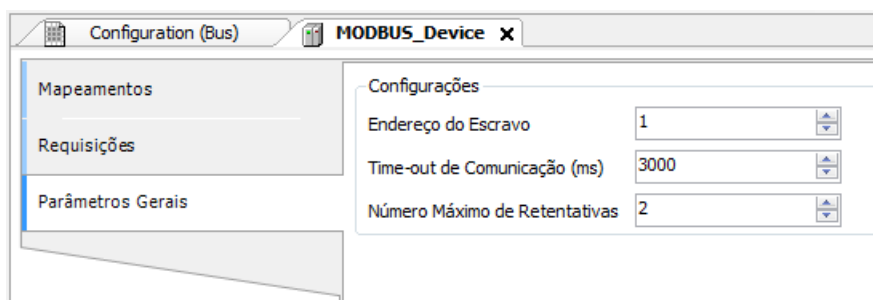 Configuration (Bus)
MODBUS_Device
Mapeamentos
Requisições
Parâmetros Gerais
Configurações
Endereço do Escravo 1
Time-out de Comunicação (ms) 3000
Número Máximo de Retentativas 2